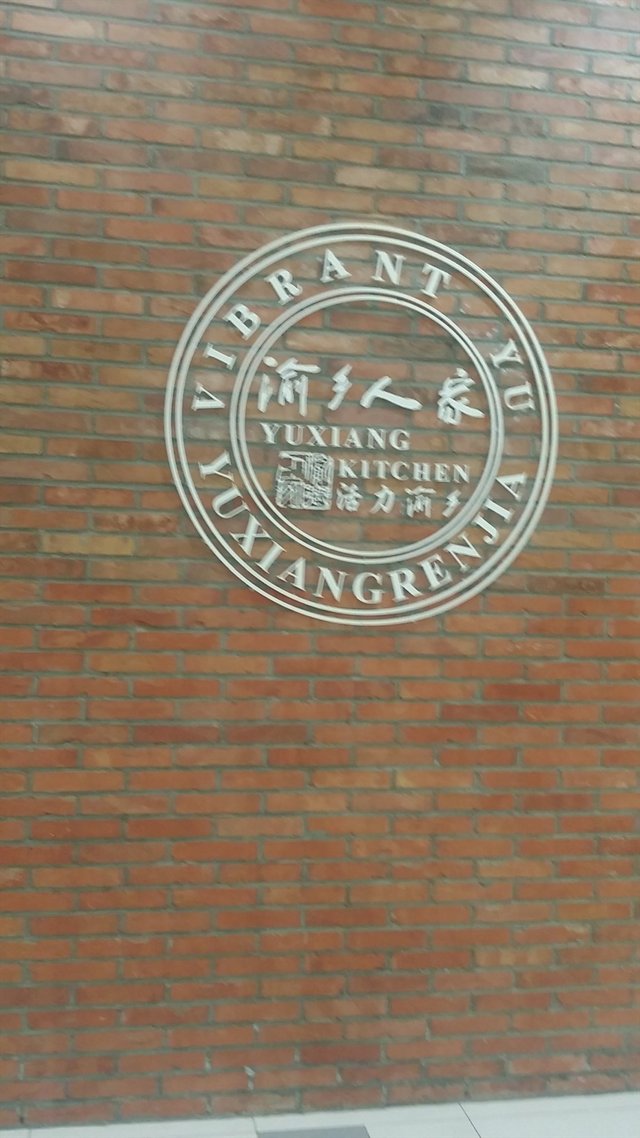 VIBRANT YU
渝乡人家
YUXIANG
KITCHEN
活力渝乡
YUXIANGRENJIA